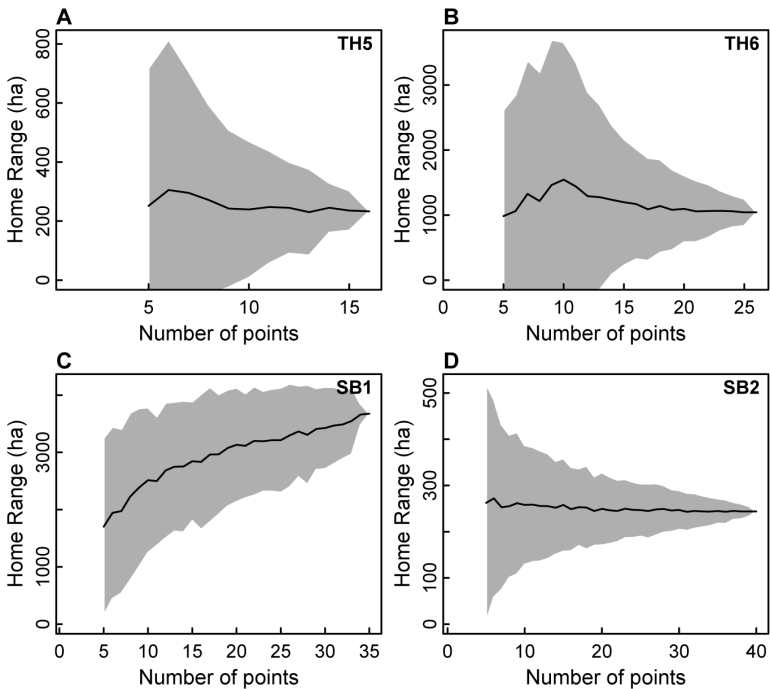 A
TH5
Home Range (ha)
800
600
400
200
0
5 10 15
Number of points
B
TH6
Home Range (ha)
3000
2000
1000
0
0 5 10 15 20 25
Number of points
C
SB1
Home Range (ha)
3000
1000
0
0 5 10 15 20 25 30 35
Number of points
D
SB2
Home Range (ha)
500
300
100
0
0 10 20 30 40
Number of points